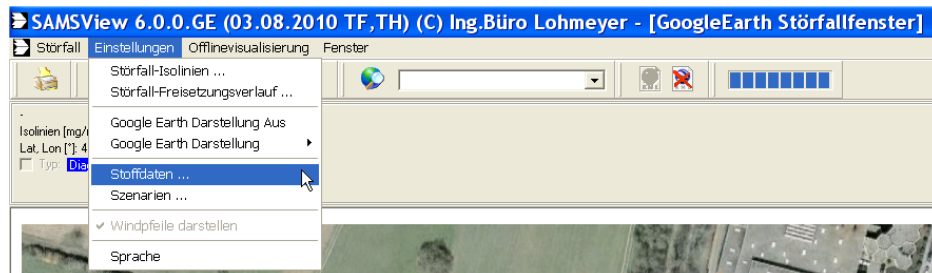 SAMSView 6.0.0.GE (03.08.2010 TF,TH) (C) Ing.Büro Lohmeyer - [GoogleEarth Störfallfenster]
Störfall Einstellungen Offlinevisualisierung Fenster
Störfall-Isolinien ...
Störfall-Freisetzungsverlauf ...
Google Earth Darstellung Aus
Google Earth Darstellung
Stoffdaten ...
Szenarien ...
Windpfeile darstellen
Sprache
Isolinien [mg/
Lat, Lon [°]: 4
Typ: Dia